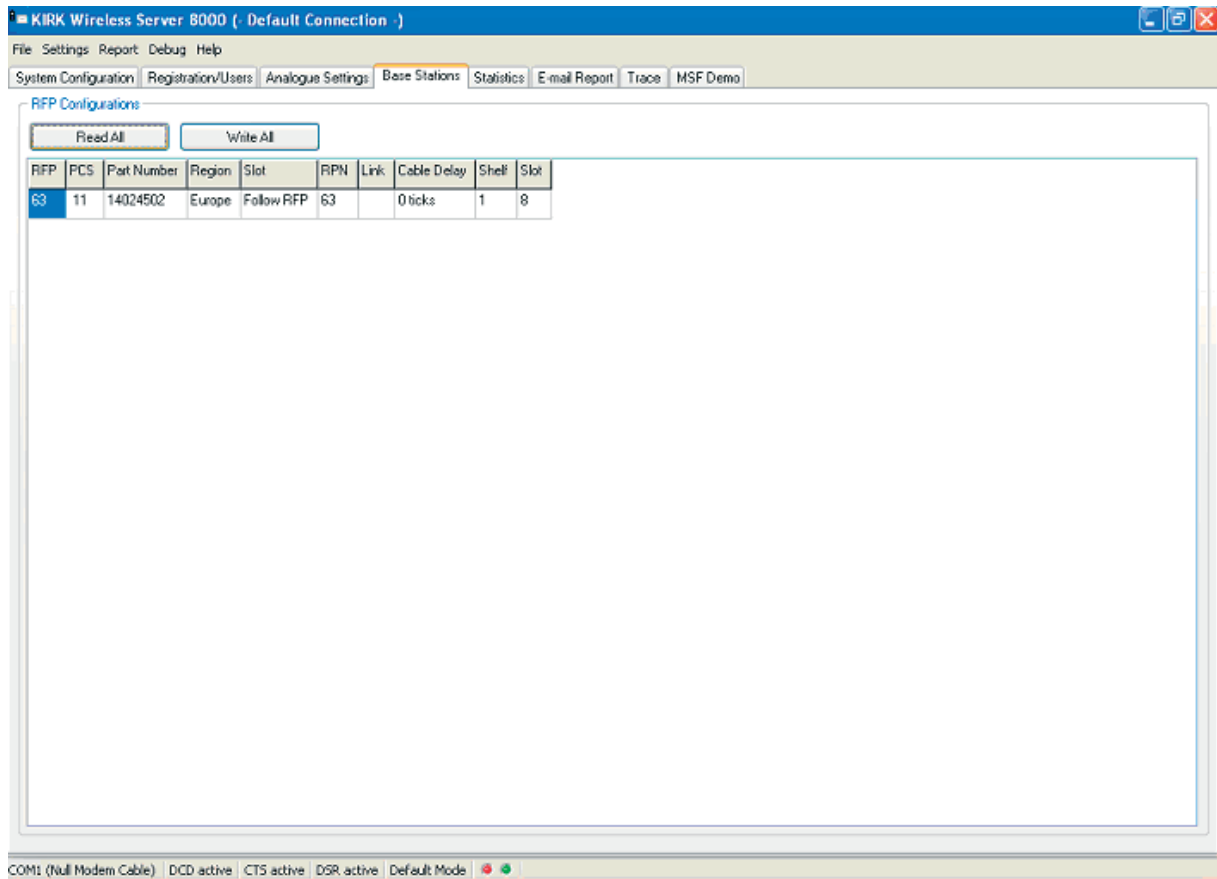 KIRK Wireless Server 8000 (- Default Connection -)
File Settings Report Debug Help
System Configuration Registration/Users Analogue Settings Base Stations Statistics E-mail Report Trace MSF Demo
RFP Configurations
Read All Write All
RFP PCS Part Number Region Slot RPN Link Cable Delay Shelf Slot
63 11 14024502 Europe Follow RFP 63 0 ticks 1 8
COM1 (Null Modem Cable) DCD active CTS active DSR active Default Mode